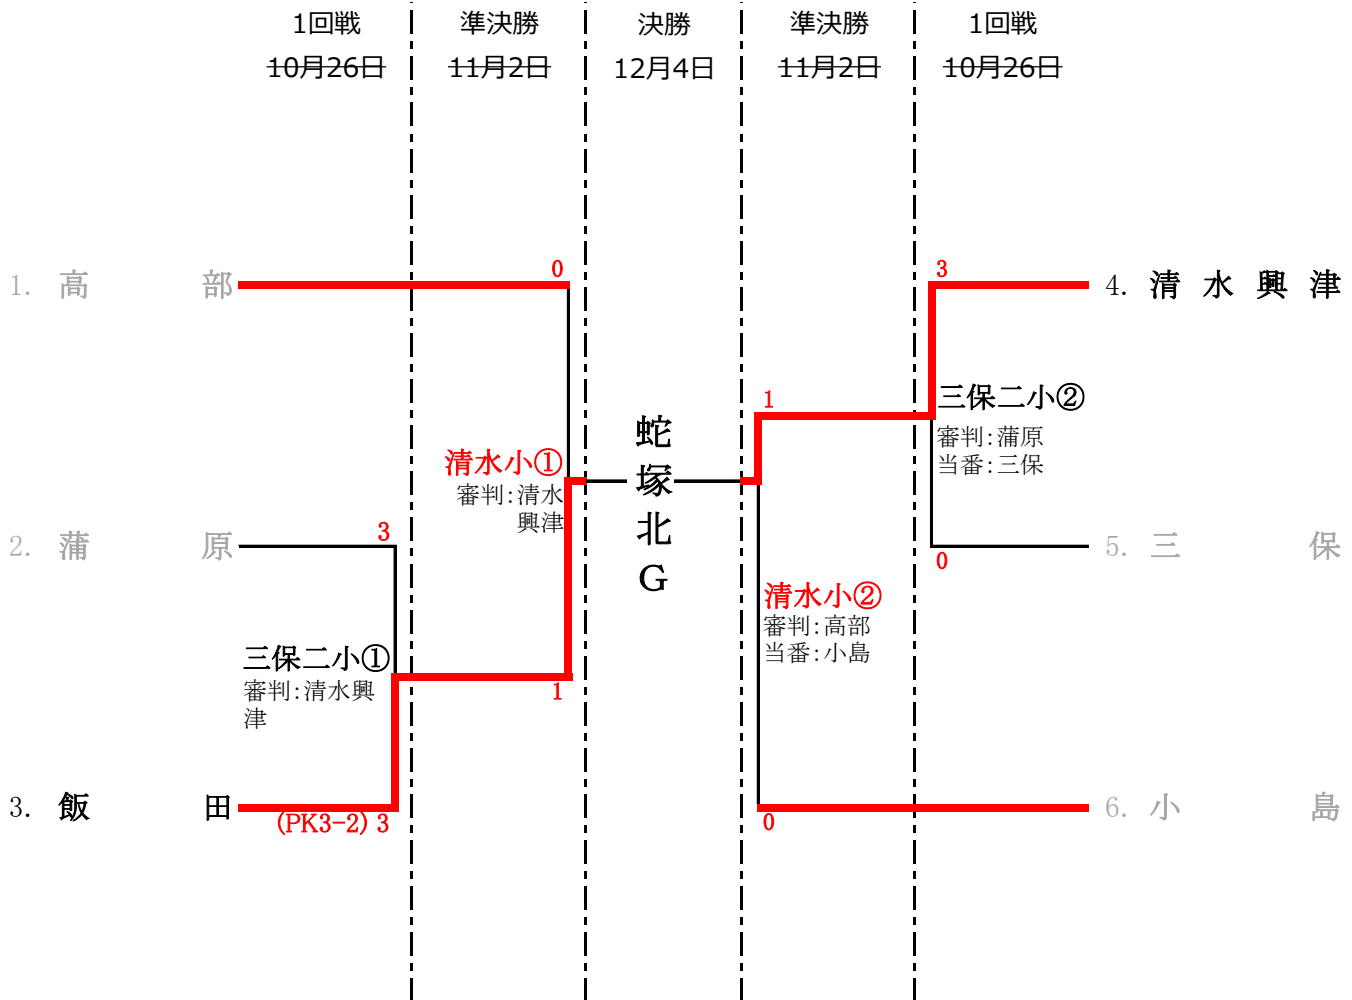 1回戦 準決勝 決勝 準決勝 1回戦
10月26日 11月2日 12月4日 11月2日 10月26日
0 3
1. 高部 4. 清水興津
三保二小②
1
審判:蒲原
当番:三保
蛇塚北G
清水小①
審判:清水
興津
3
2. 蒲原 5. 三保
0
清水小②
審判:高部
当番:小島
三保二小①
審判:清水興
津
1
3. 飯田 6. 小島
(PK3-2) 3 0